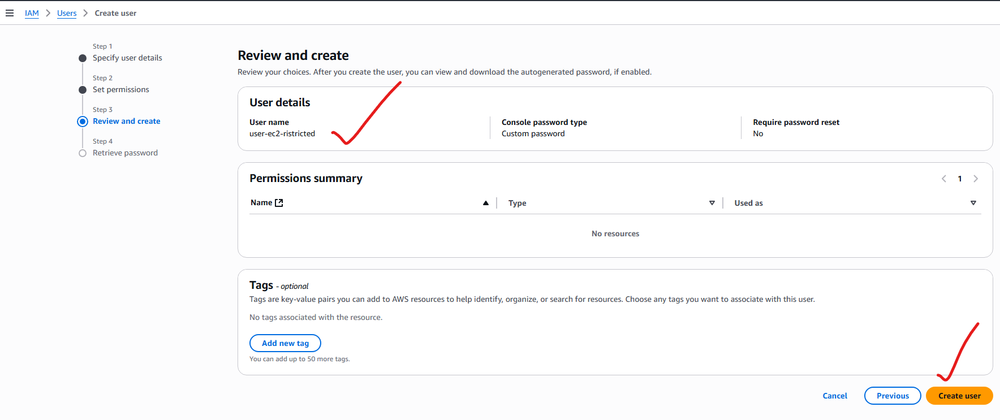 IAM > Users > Create user
Step 1
Specify user details
Step 2
Set permissions
Step 3
Review and create
Step 4
Retrieve password
Review and create
Review your choices. After you create the user, you can view and download the autogenerated password, if enabled.
User details
User name
user-ec2-ristricted
Console password type
Custom password
Require password reset
No
Permissions summary
< 1 >
Name
Type
Used as
No resources
Tags - optional
Tags are key-value pairs you can add to AWS resources to help identify, organize, or search for resources. Choose any tags you want to associate with this user.
No tags associated with the resource.
Add new tag
You can add up to 50 more tags.
Cancel Previous Create user